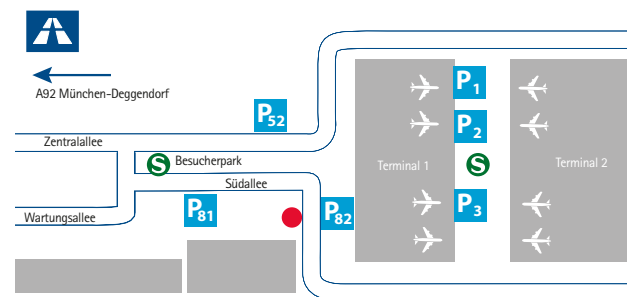 A92 München-Deggendorf
P52
Zentralallee
S
Besucherpark
Südallee
P81
Wartungsallee
P82
Terminal 1
P1
P2
S
P3
Terminal 2